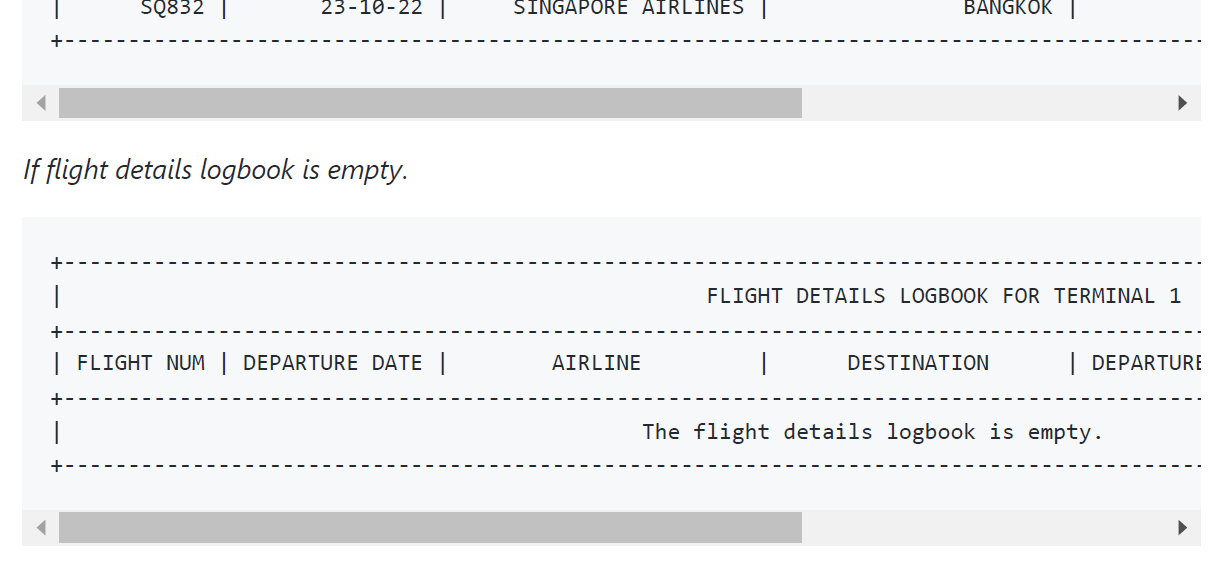 | SQ832 | 23-10-22 | SINGAPORE AIRLINES | BANGKOK |
+-----------------------------------------------------------------------------------------
If flight details logbook is empty.
+-----------------------------------------------------------------------------------------
| FLIGHT DETAILS LOGBOOK FOR TERMINAL 1
+-----------------------------------------------------------------------------------------
| FLIGHT NUM | DEPARTURE DATE | AIRLINE | DESTINATION | DEPARTURE
+-----------------------------------------------------------------------------------------
| The flight details logbook is empty.
+-----------------------------------------------------------------------------------------